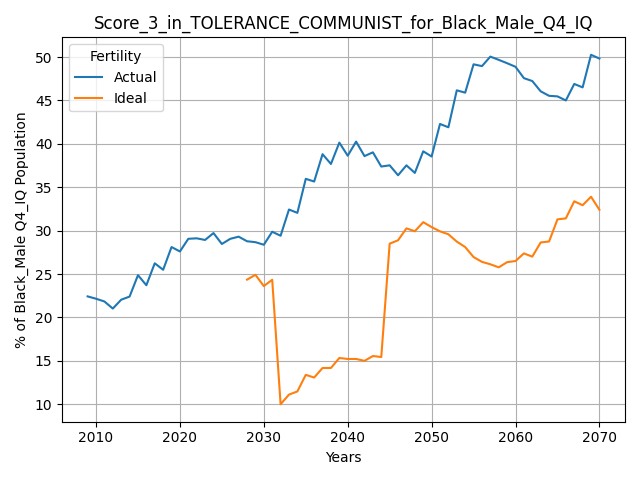 Score_3_in_TOLERANCE_COMMUNIST_for_Black_Male_Q4_IQ
Fertility
Actual
Ideal
% of Black_Male Q4_IQ Population
50
45
40
35
30
25
20
15
10
2010 2020 2030 2040 2050 2060 2070
Years